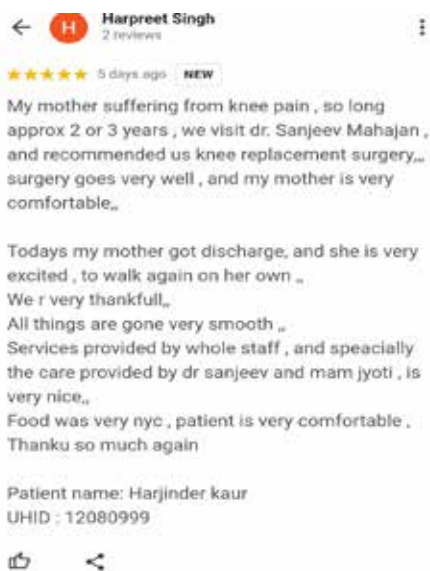 Harpreet Singh
H
2 reviews
5 days ago NEW
My mother suffering from knee pain , so long
approx 2 or 3 years , we visit dr. Sanjeev Mahajan ,
and recommended us knee replacement surgery,,,
surgery goes very well , and my mother is very
comfortable,,
Todays my mother got discharge, and she is very
excited , to walk again on her own ,,
We r very thankfull,,
All things are gone very smooth ,,
Services provided by whole staff , and speacially
the care provided by dr sanjeev and mam jyoti , is
very nice,,
Food was very nyc , patient is very comfortable ,
Thanku so much again
Patient name: Harjinder kaur
UHID : 12080999